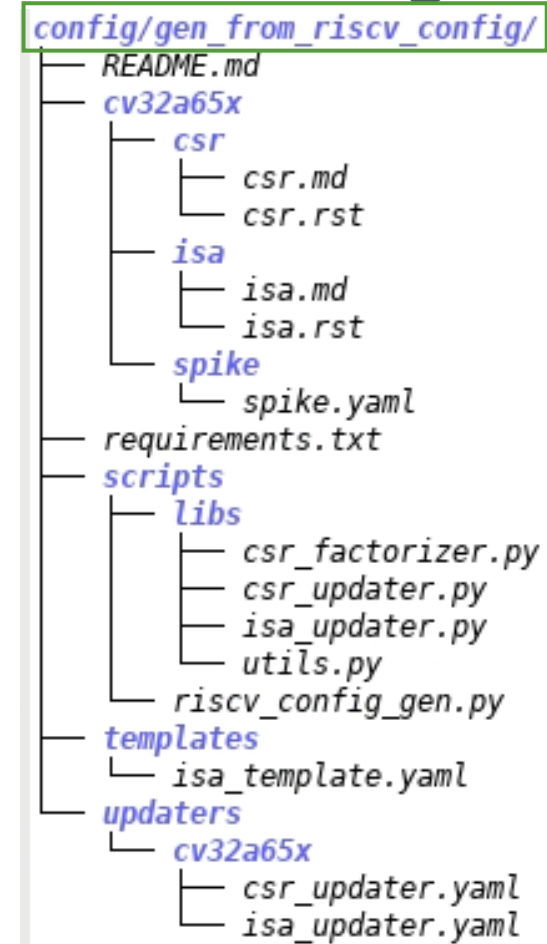 config/gen_from_riscv_config/
README.md
cv32a65x
csr
csr.md
csr.rst
isa
isa.md
isa.rst
spike
spike.yaml
requirements.txt
scripts
libs
csr_factorizer.py
csr_updater.py
isa_updater.py
utils.py
riscv_config_gen.py
templates
isa_template.yaml
updaters
cv32a65x
csr_updater.yaml
isa_updater.yaml